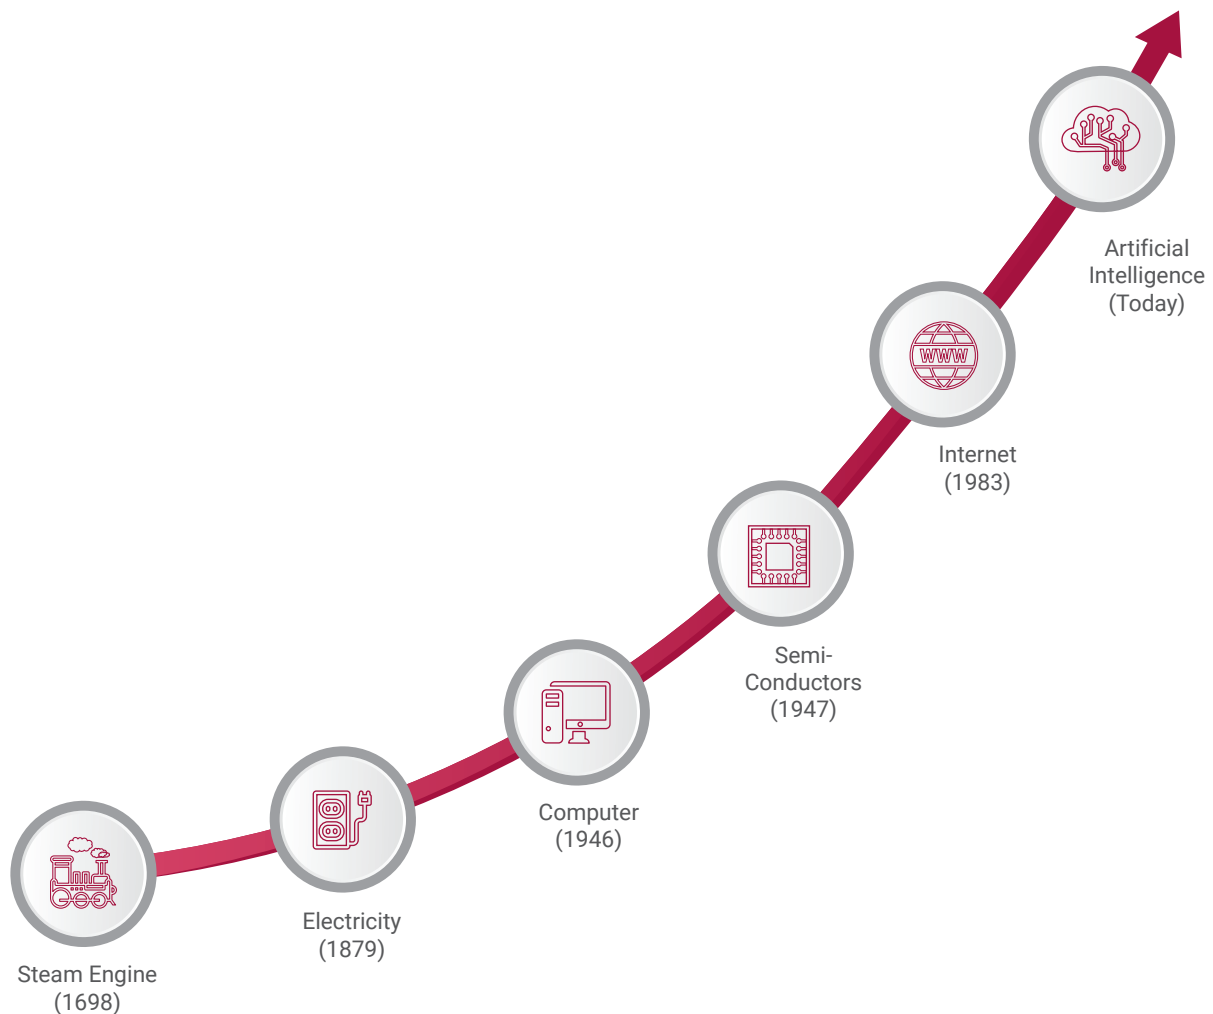 Artificial
Intelligence
(Today)
WWW
Internet
(1983)
Semi-
Conductors
(1947)
Computer
(1946)
Electricity
(1879)
Steam Engine
(1698)